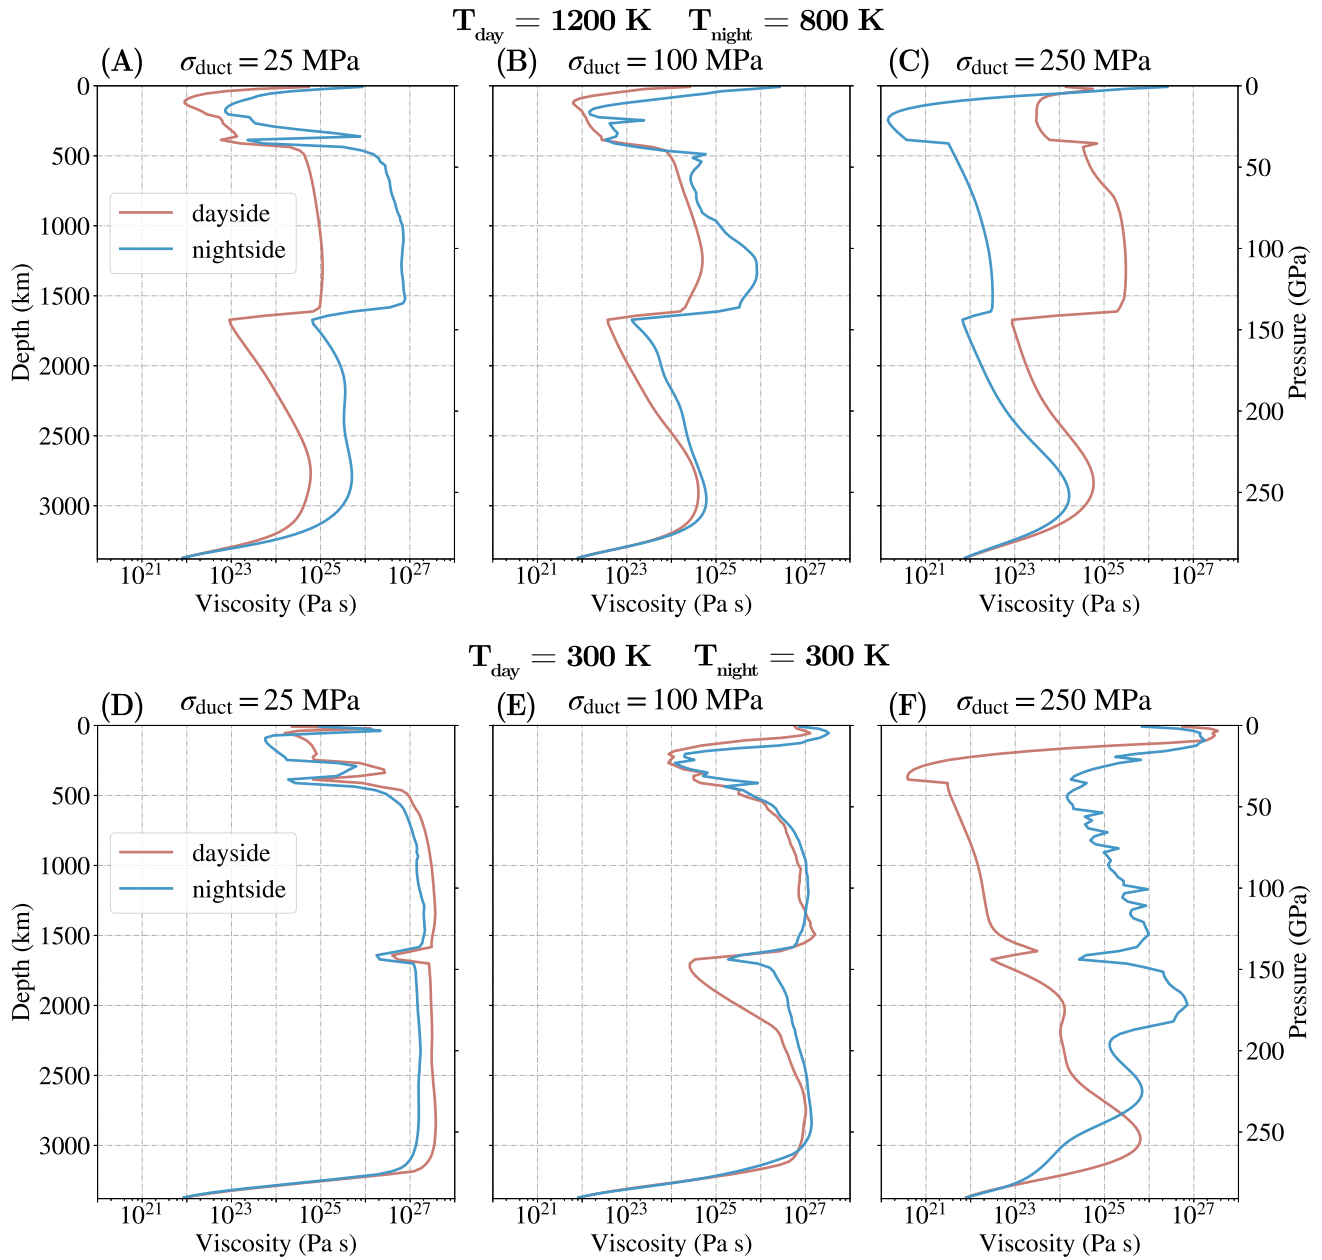 T_day = 1200 K T_night = 800 K
(A) σ_duct = 25 MPa (B) σ_duct = 100 MPa (C) σ_duct = 250 MPa
0 0
500 50
dayside
nightside
1000 100
1500 150
2000 200
2500 250
3000
Depth (km)
Pressure (GPa)
10^21 10^23 10^25 10^27 10^21 10^23 10^25 10^27 10^21 10^23 10^25 10^27
Viscosity (Pa s) Viscosity (Pa s) Viscosity (Pa s)
T_day = 300 K T_night = 300 K
(D) σ_duct = 25 MPa (E) σ_duct = 100 MPa (F) σ_duct = 250 MPa
0 0
500 50
dayside
nightside
1000 100
1500 150
2000 200
2500 250
3000
Depth (km)
Pressure (GPa)
10^21 10^23 10^25 10^27 10^21 10^23 10^25 10^27 10^21 10^23 10^25 10^27
Viscosity (Pa s) Viscosity (Pa s) Viscosity (Pa s)